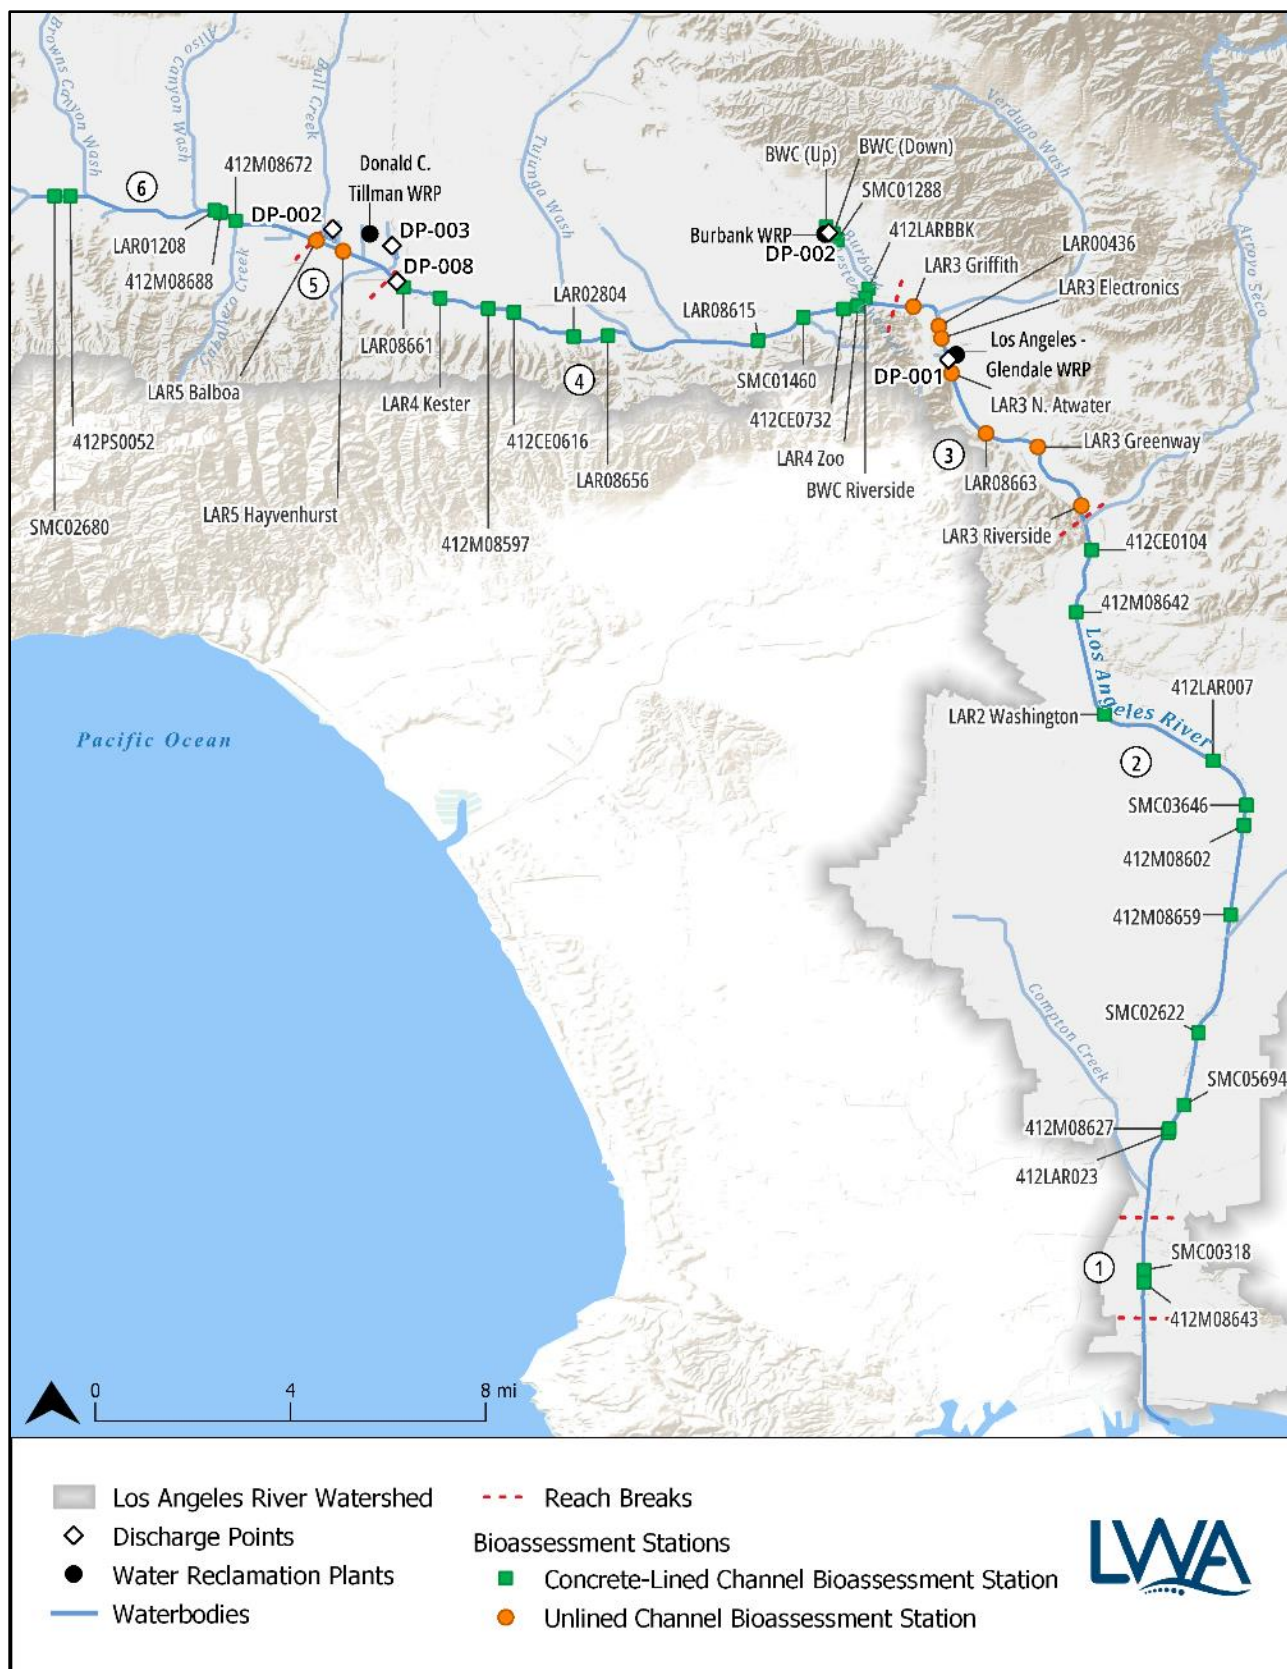 Browns Canyon Wash
Aliso
Canyon Wash
Bull Creek
Tujunga Wash
Verdugo Wash
Arroyo Seco
6
412M08672
Donald C.
Tillman WRP
DP-002
DP-003
DP-008
BWC (Up)
BWC (Down)
SMC01288
Burbank WRP
DP-002
412LARBBK
Burbank
Western
LAR3 Griffith
LAR00436
LAR3 Electronics
Los Angeles -
Glendale WRP
DP-001
LAR3 N. Atwater
LAR3 Greenway
LAR01208
412M08688
Caballero Creek
5
LAR5 Balboa
LAR08661
LAR4 Kester
LAR02804
4
LAR08615
SMC01460
412CE0732
LAR4 Zoo
BWC Riverside
3
LAR08663
LAR3 Riverside
412PS0052
SMC02680
LAR5 Hayvenhurst
412CE0616
LAR08656
412M08597
412CE0104
412M08642
Los Angeles River
412LAR007
LAR2 Washington
2
Pacific Ocean
SMC03646
412M08602
412M08659
Compton Creek
SMC02622
SMC05694
412M08627
412LAR023
1
SMC00318
412M08643
0 4 8 mi
Los Angeles River Watershed
Discharge Points
Water Reclamation Plants
Waterbodies
Reach Breaks
Bioassessment Stations
Concrete-Lined Channel Bioassessment Station
Unlined Channel Bioassessment Station
LWA